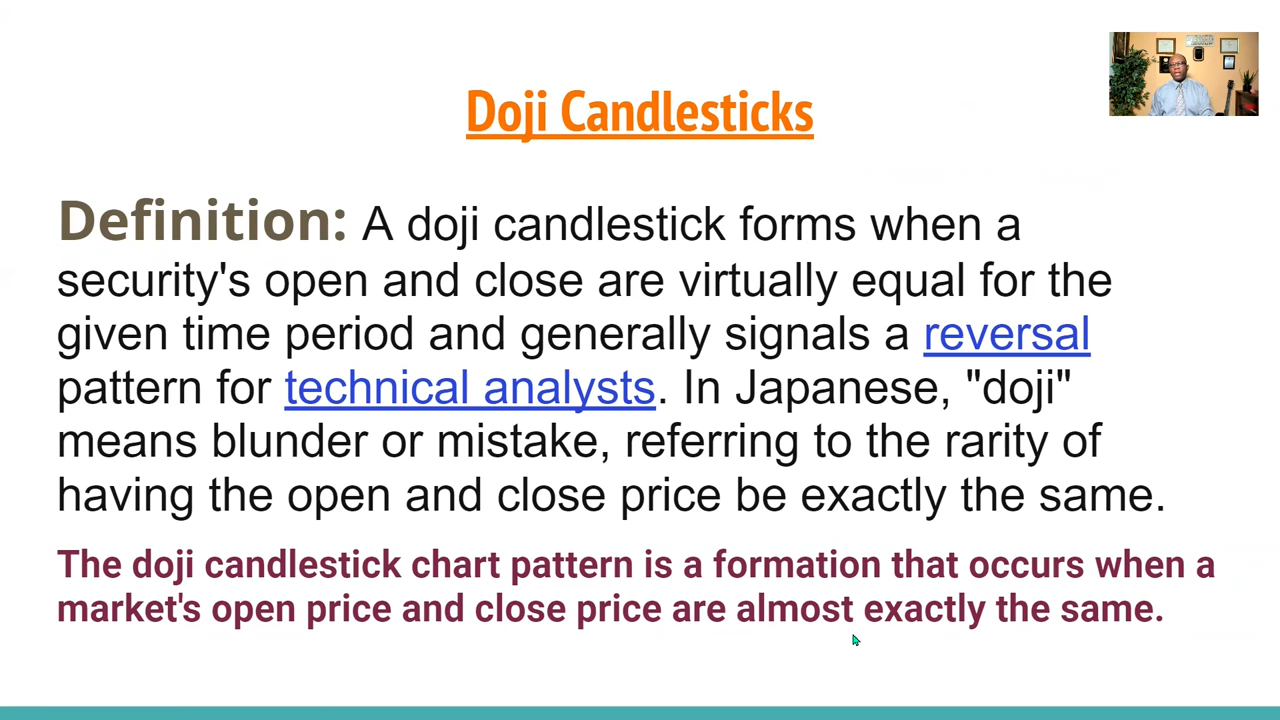 Doji Candlesticks
Definition: A doji candlestick forms when a
security's open and close are virtually equal for the
given time period and generally signals a reversal
pattern for technical analysts. In Japanese, "doji"
means blunder or mistake, referring to the rarity of
having the open and close price be exactly the same.
The doji candlestick chart pattern is a formation that occurs when a
market's open price and close price are almost exactly the same.